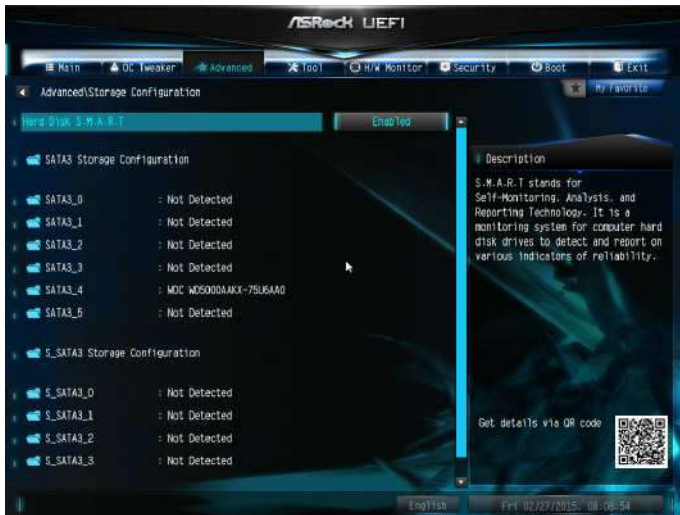 ASRock UEFI
Main OC Tweaker Advanced Tool H/W Monitor Security Boot Exit
Advanced\Storage Configuration
My Favorite
Hard Disk S.M.A.R.T Enabled
SATA3 Storage Configuration
SATA3_0 : Not Detected
SATA3_1 : Not Detected
SATA3_2 : Not Detected
SATA3_3 : Not Detected
SATA3_4 : WDC WD5000AAKX-75U6AA0
SATA3_5 : Not Detected
S_SATA3 Storage Configuration
S_SATA3_0 : Not Detected
S_SATA3_1 : Not Detected
S_SATA3_2 : Not Detected
S_SATA3_3 : Not Detected
Description
S.M.A.R.T stands for
Self-Monitoring, Analysis, and
Reporting Technology. It is a
monitoring system for computer hard
disk drives to detect and report on
various indicators of reliability.
Get details via QR code
English
Fri 02/27/2015, 08:06:54